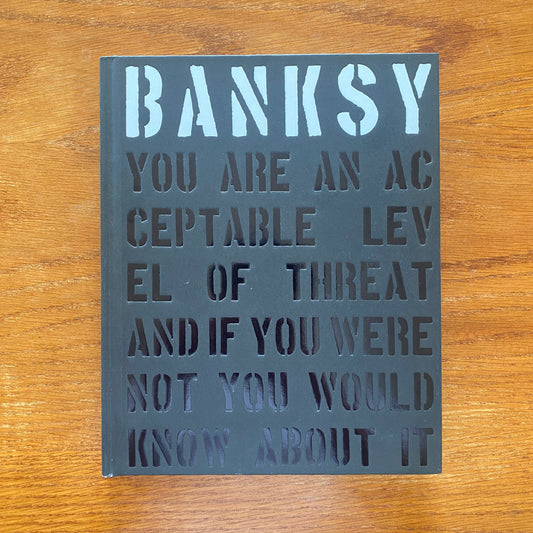 BANKSY
YOU ARE AN AC
CEPTABLE LEV
EL OF THREAT
AND IF YOU WERE
NOT YOU WOULD
KNOW ABOUT IT